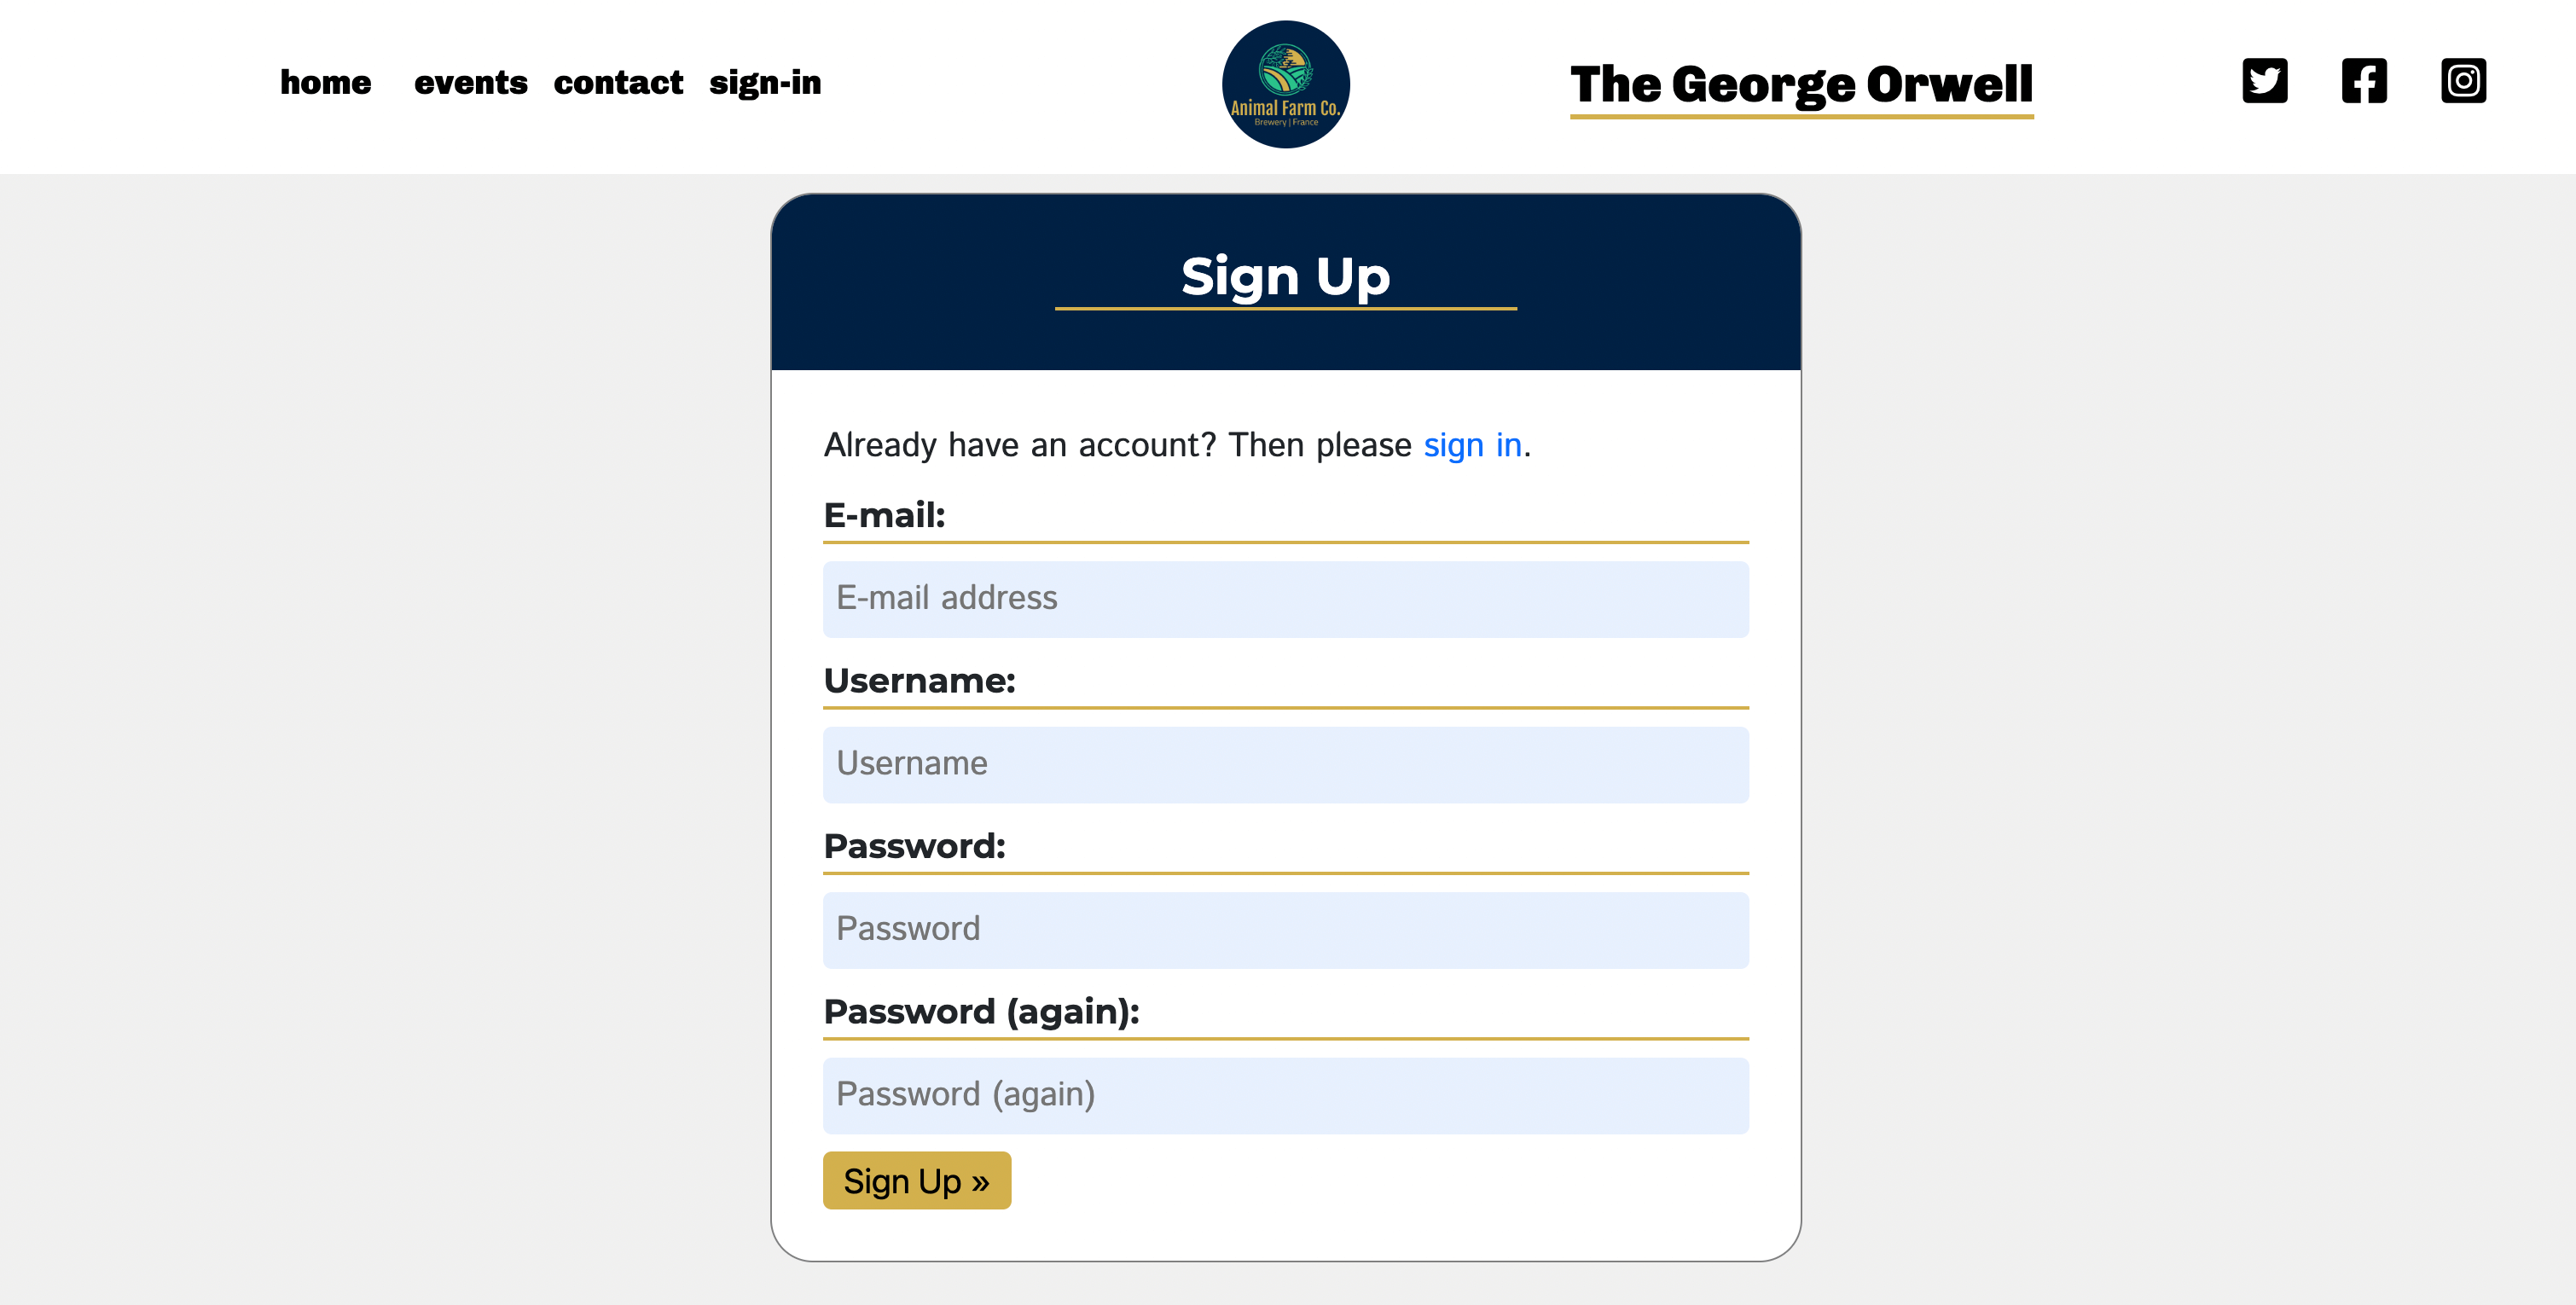 home events contact sign-in
Animal Farm Co.
Brewery | France
The George Orwell
Sign Up
Already have an account? Then please sign in.
E-mail:
E-mail address
Username:
Username
Password:
Password
Password (again):
Password (again)
Sign Up »